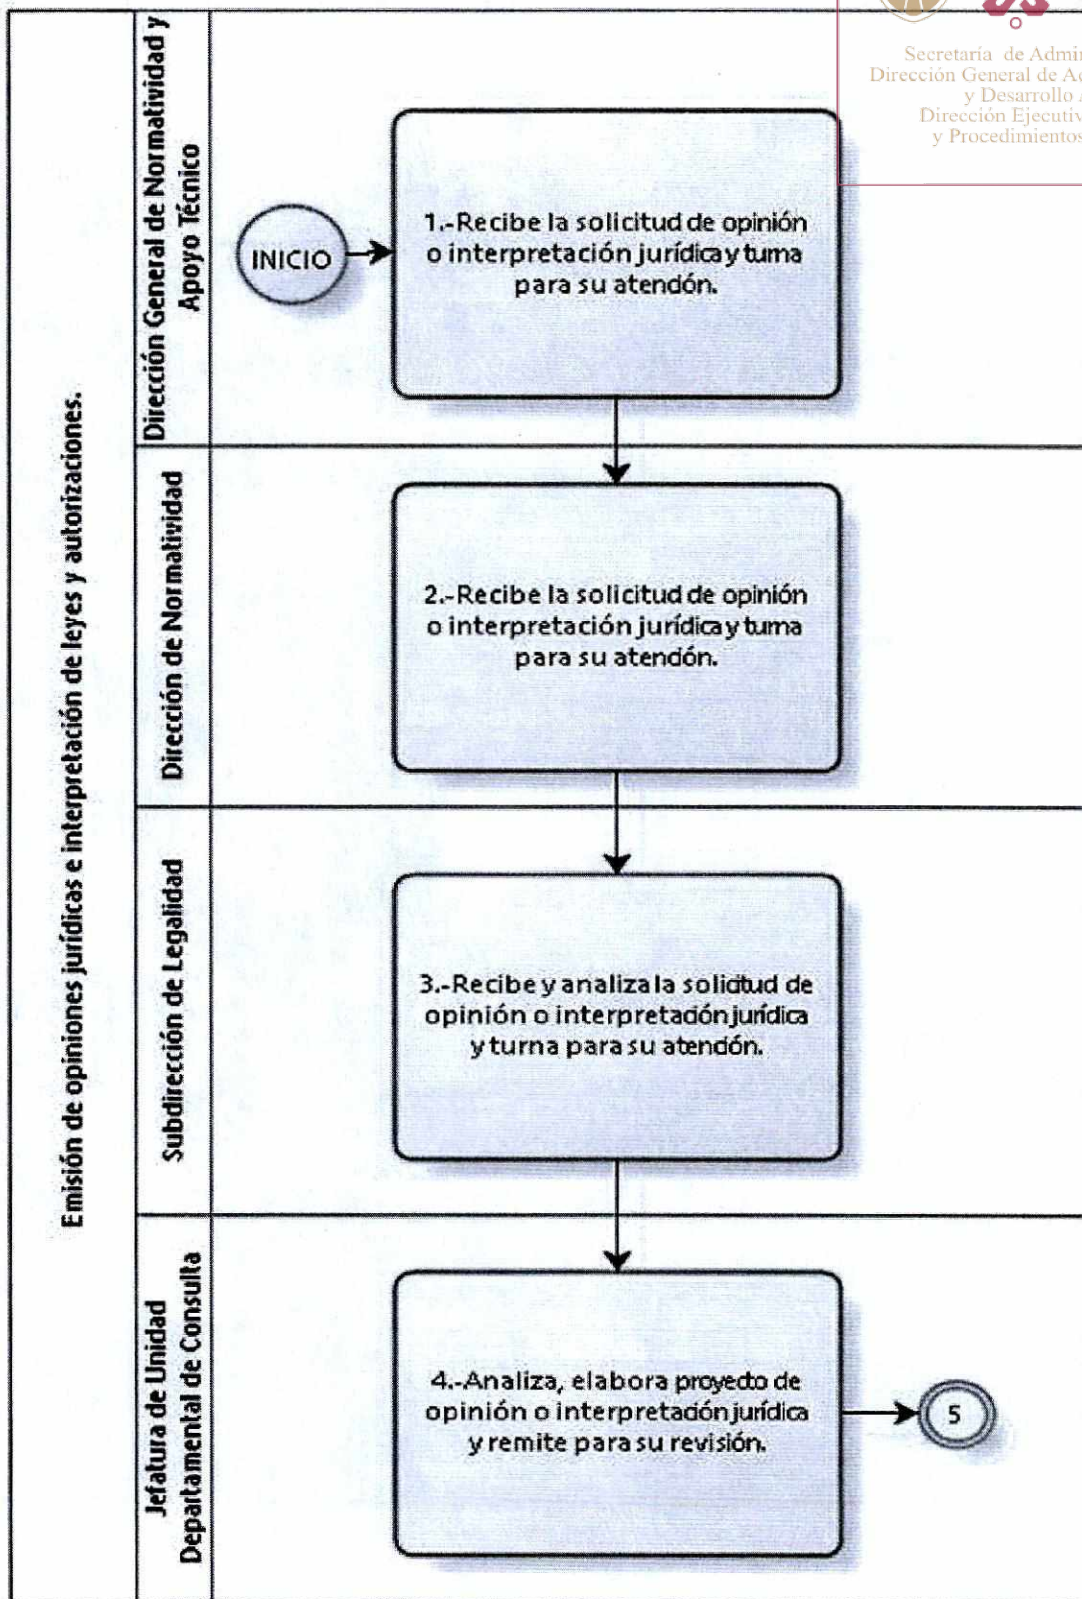 Secretaría de Admin
Dirección General de Ad
y Desarrollo
Dirección Ejecutiv
y Procedimientos
Emisión de opiniones jurídicas e interpretación de leyes y autorizaciones.
Dirección General de Normatividad y
Apoyo Técnico
INICIO
1.-Recibe la solicitud de opinión
o interpretación jurídica y turna
para su atención.
Dirección de Normatividad
2.-Recibe la solicitud de opinión
o interpretación jurídica y turna
para su atención.
Subdirección de Legalidad
3.-Recibe y analiza la solicitud de
opinión o interpretación jurídica
y turna para su atención.
Jefatura de Unidad
Departamental de Consulta
4.-Analiza, elabora proyecto de
opinión o interpretación jurídica
y remite para su revisión.
5